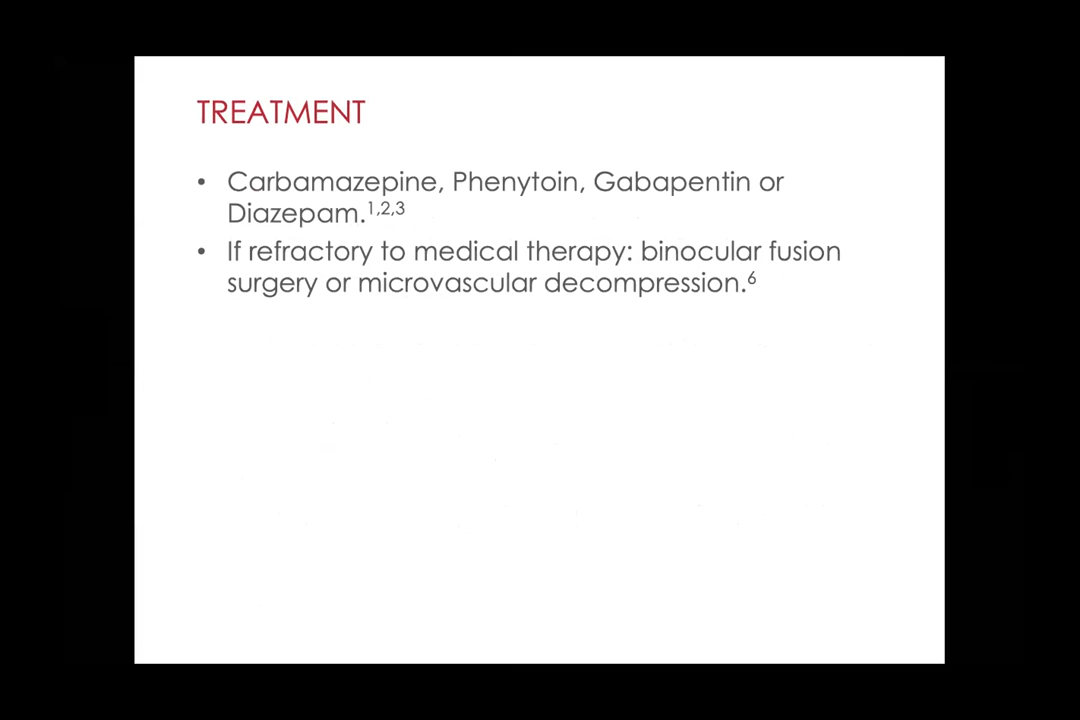 TREATMENT
• Carbamazepine, Phenytoin, Gabapentin or
Diazepam.1,2,3
• If refractory to medical therapy: binocular fusion
surgery or microvascular decompression.6